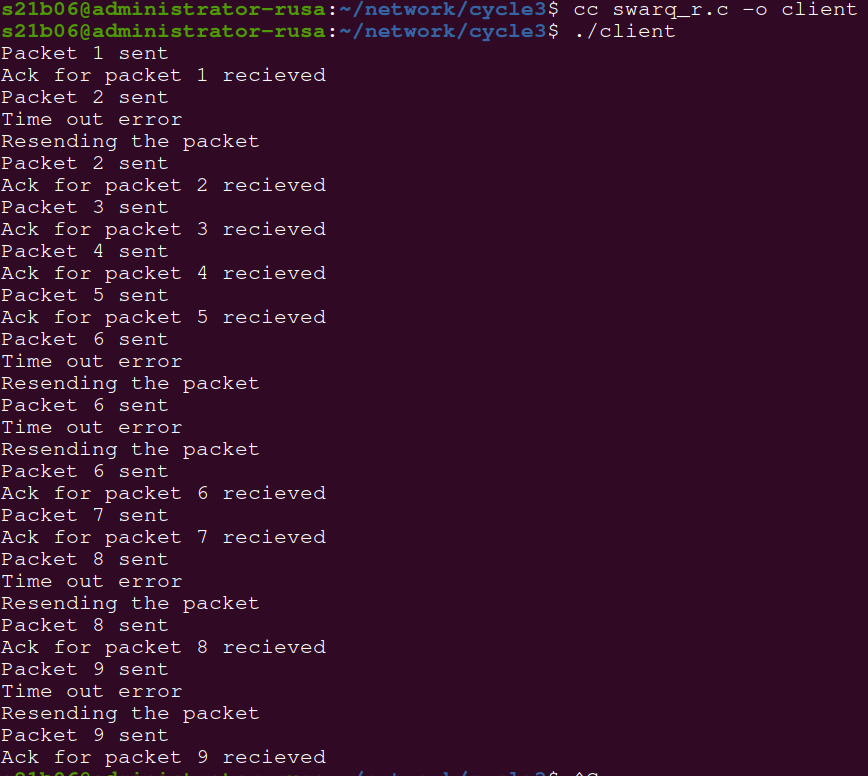 s21b06@administrator-rusa:~/network/cycle3$ cc swarq_r.c -o client
s21b06@administrator-rusa:~/network/cycle3$ ./client
Packet 1 sent
Ack for packet 1 recieved
Packet 2 sent
Time out error
Resending the packet
Packet 2 sent
Ack for packet 2 recieved
Packet 3 sent
Ack for packet 3 recieved
Packet 4 sent
Ack for packet 4 recieved
Packet 5 sent
Ack for packet 5 recieved
Packet 6 sent
Time out error
Resending the packet
Packet 6 sent
Time out error
Resending the packet
Packet 6 sent
Ack for packet 6 recieved
Packet 7 sent
Ack for packet 7 recieved
Packet 8 sent
Time out error
Resending the packet
Packet 8 sent
Ack for packet 8 recieved
Packet 9 sent
Time out error
Resending the packet
Packet 9 sent
Ack for packet 9 recieved
s21b06@administrator-rusa:~/network/cycle3$ ^C